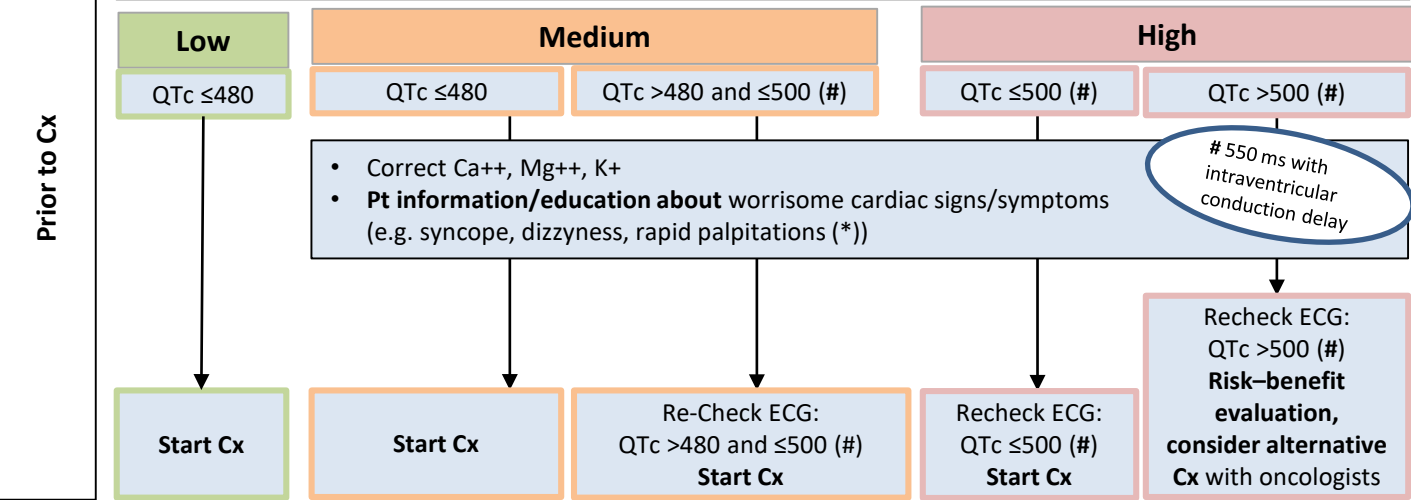 Prior to Cx
Low
Medium
High
QTc ≤480
QTc ≤480
QTc >480 and ≤500 (#)
QTc ≤500 (#)
QTc >500 (#)
• Correct Ca++, Mg++, K+
• Pt information/education about worrisome cardiac signs/symptoms
(e.g. syncope, dizzyness, rapid palpitations (*))
# 550 ms with
intraventricular
conduction delay
Start Cx
Start Cx
Re-Check ECG:
QTc >480 and ≤500 (#)
Start Cx
Recheck ECG:
QTc ≤500 (#)
Start Cx
Recheck ECG:
QTc >500 (#)
Risk–benefit
evaluation,
consider alternative
Cx with oncologists